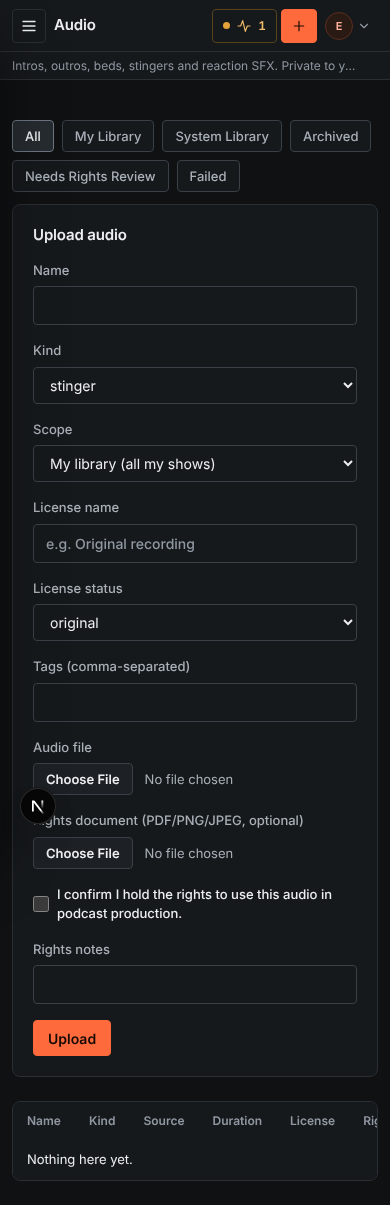 Audio
1
+
E
Intros, outros, beds, stingers and reaction SFX. Private to y...
All
My Library
System Library
Archived
Needs Rights Review
Failed
Upload audio
Name
Kind
stinger
Scope
My library (all my shows)
License name
e.g. Original recording
License status
original
Tags (comma-separated)
Audio file
Choose File No file chosen
N
document (PDF/PNG/JPEG, optional)
Choose File No file chosen
I confirm I hold the rights to use this audio in
podcast production.
Rights notes
Upload
Name Kind Source Duration License
Nothing here yet.